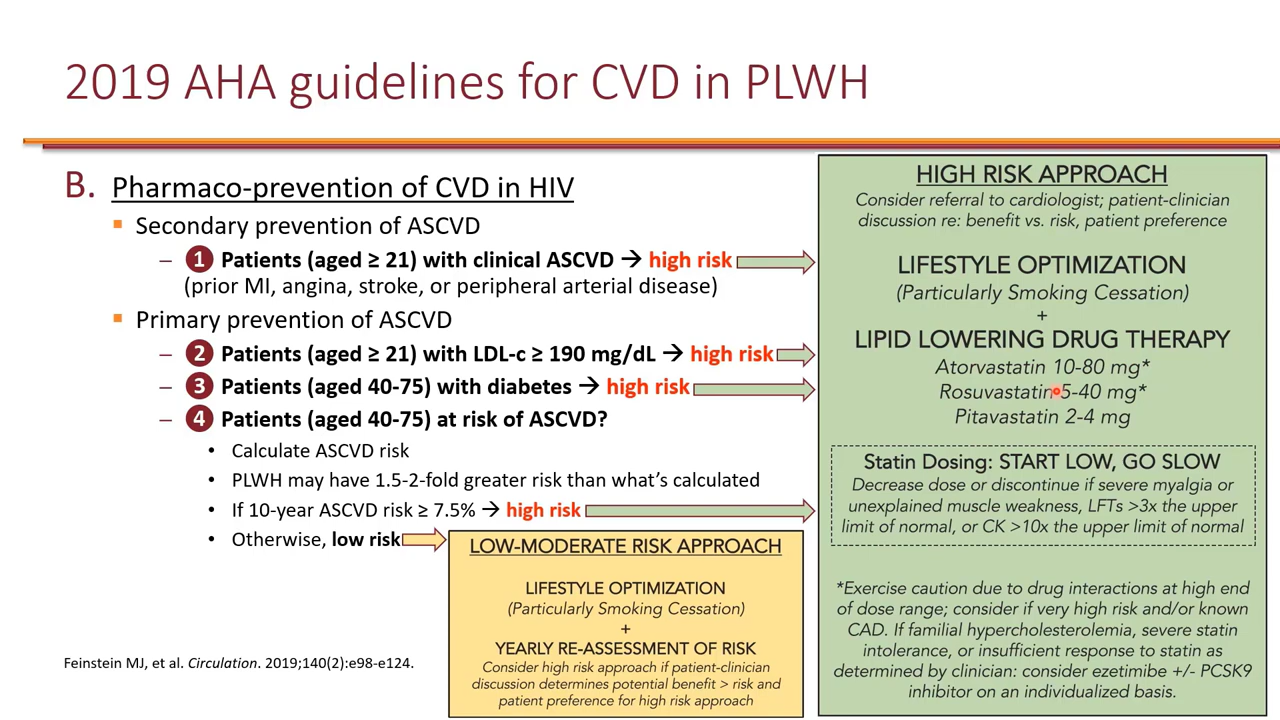 2019 AHA guidelines for CVD in PLWH
B. Pharmaco-prevention of CVD in HIV
▪ Secondary prevention of ASCVD
– 1 Patients (aged ≥ 21) with clinical ASCVD → high risk
(prior MI, angina, stroke, or peripheral arterial disease)
▪ Primary prevention of ASCVD
– 2 Patients (aged ≥ 21) with LDL-c ≥ 190 mg/dL → high risk
– 3 Patients (aged 40-75) with diabetes → high risk
– 4 Patients (aged 40-75) at risk of ASCVD?
• Calculate ASCVD risk
• PLWH may have 1.5-2-fold greater risk than what's calculated
• If 10-year ASCVD risk ≥ 7.5% → high risk
• Otherwise, low risk
LOW-MODERATE RISK APPROACH
LIFESTYLE OPTIMIZATION
(Particularly Smoking Cessation)
+
YEARLY RE-ASSESSMENT OF RISK
Consider high risk approach if patient-clinician
discussion determines potential benefit > risk and
patient preference for high risk approach
Feinstein MJ, et al. Circulation. 2019;140(2):e98-e124.
HIGH RISK APPROACH
Consider referral to cardiologist; patient-clinician
discussion re: benefit vs. risk, patient preference
LIFESTYLE OPTIMIZATION
(Particularly Smoking Cessation)
+
LIPID LOWERING DRUG THERAPY
Atorvastatin 10-80 mg*
Rosuvastatin 5-40 mg*
Pitavastatin 2-4 mg
Statin Dosing: START LOW, GO SLOW
Decrease dose or discontinue if severe myalgia or
unexplained muscle weakness, LFTs >3x the upper
limit of normal, or CK >10x the upper limit of normal
*Exercise caution due to drug interactions at high end
of dose range; consider if very high risk and/or known
CAD. If familial hypercholesterolemia, severe statin
intolerance, or insufficient response to statin as
determined by clinician: consider ezetimibe +/- PCSK9
inhibitor on an individualized basis.